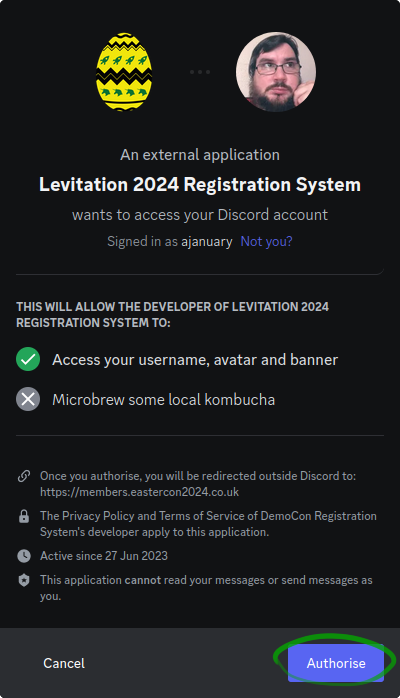 An external application
Levitation 2024 Registration System
wants to access your Discord account
Signed in as ajanuary Not you?
THIS WILL ALLOW THE DEVELOPER OF LEVITATION 2024
REGISTRATION SYSTEM TO:
Access your username, avatar and banner
Microbrew some local kombucha
Once you authorise, you will be redirected outside Discord to:
https://members.eastercon2024.co.uk
The Privacy Policy and Terms of Service of DemoCon Registration
System's developer apply to this application.
Active since 27 Jun 2023
This application cannot read your messages or send messages as
you.
Cancel
Authorise